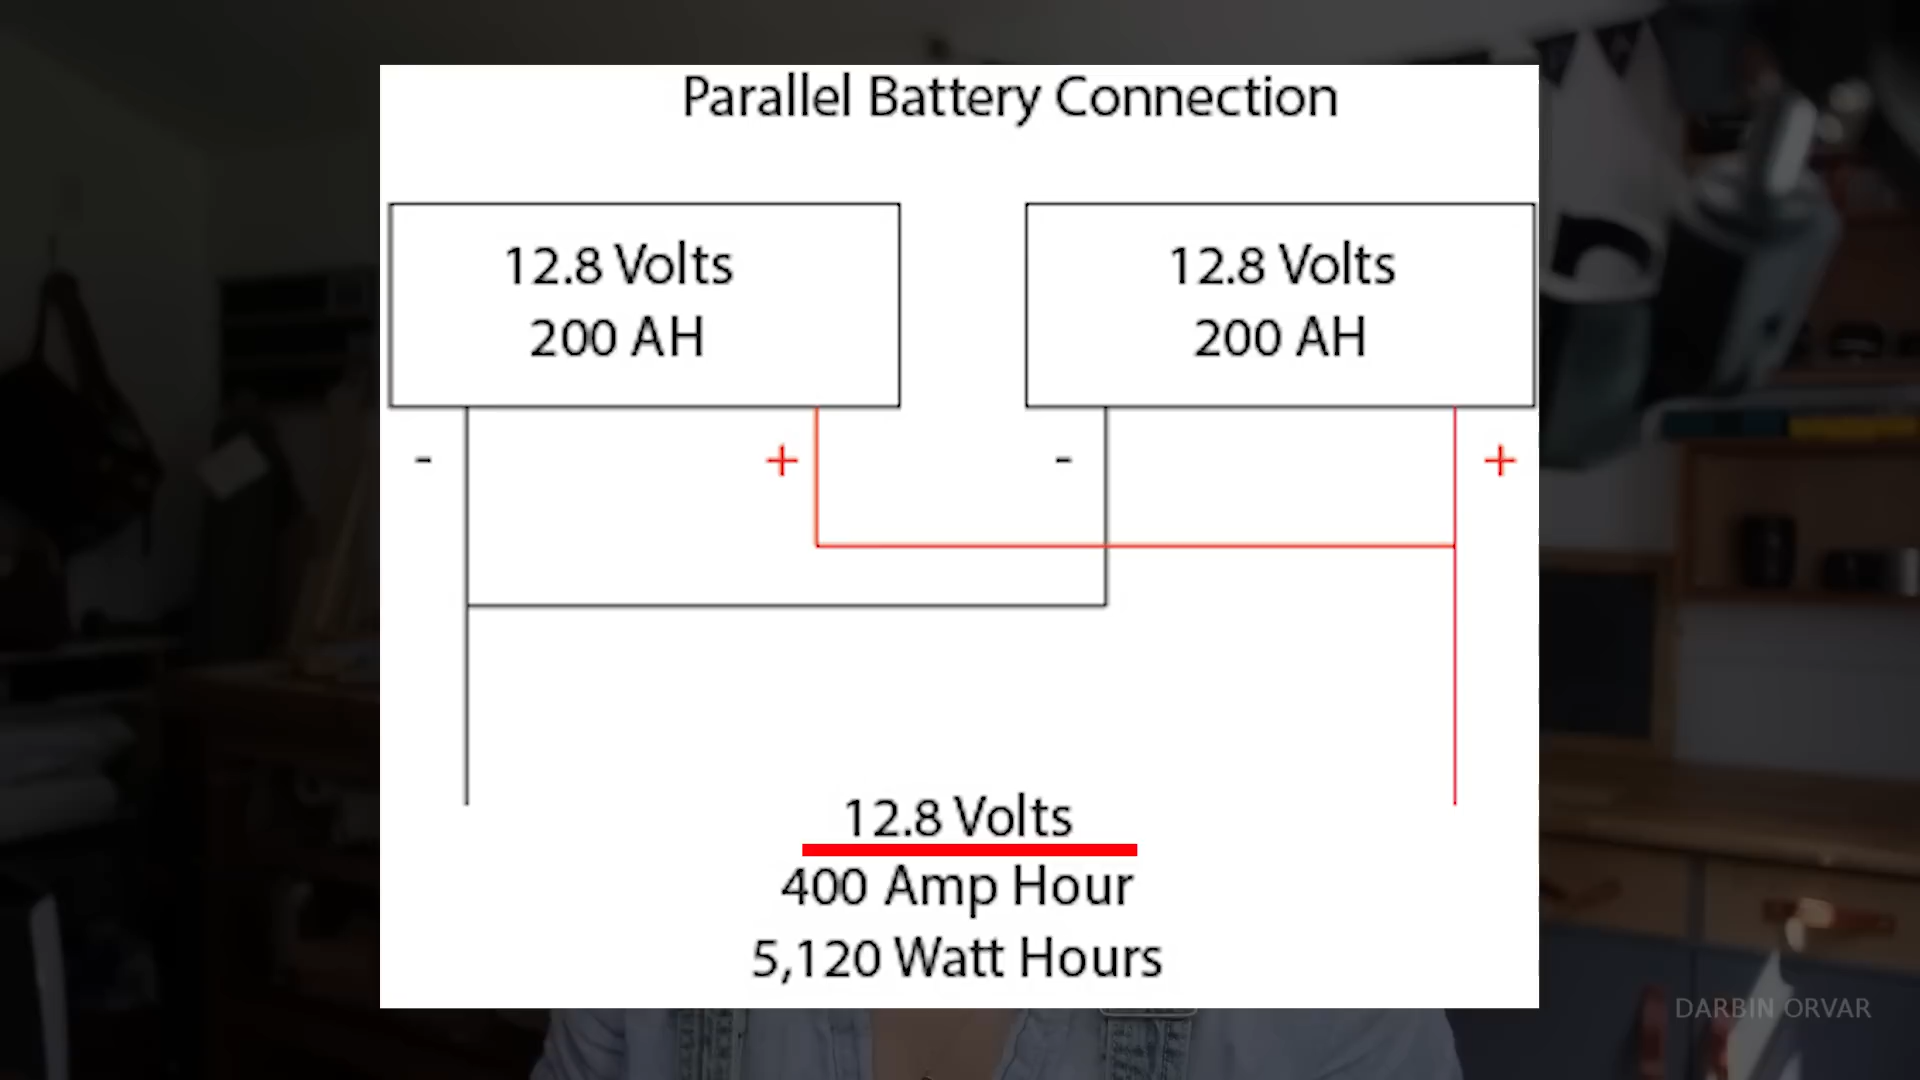 Parallel Battery Connection
12.8 Volts
200 AH
12.8 Volts
200 AH
-
+
-
+
12.8 Volts
400 Amp Hour
5,120 Watt Hours
DARBIN ORVAR